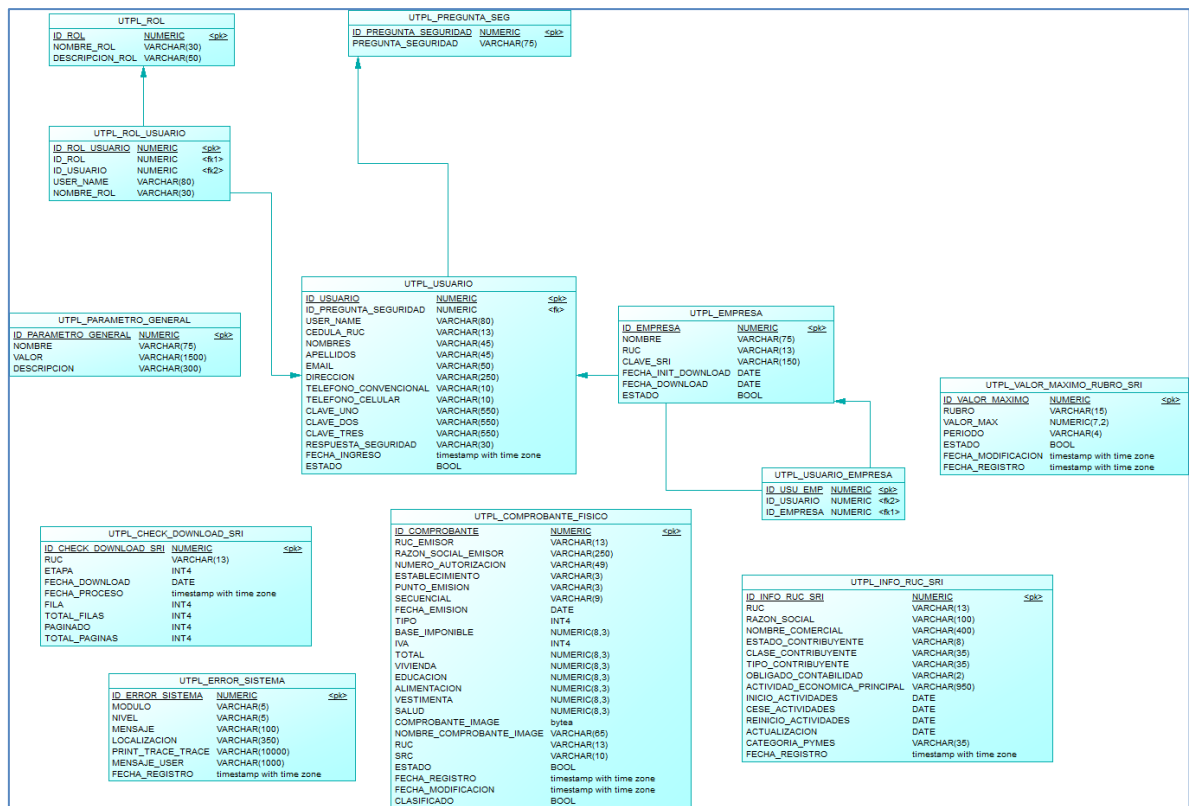 UTPL_ROL
ID_ROL NUMERIC <pk>
NOMBRE_ROL VARCHAR(30)
DESCRIPCION_ROL VARCHAR(50)
UTPL_PREGUNTA_SEG
ID_PREGUNTA_SEGURIDAD NUMERIC <pk>
PREGUNTA_SEGURIDAD VARCHAR(75)
UTPL_ROL_USUARIO
ID_ROL_USUARIO NUMERIC <pk>
ID_ROL NUMERIC <fk1>
ID_USUARIO NUMERIC <fk2>
USER_NAME VARCHAR(80)
NOMBRE_ROL VARCHAR(30)
UTPL_USUARIO
ID_USUARIO NUMERIC <pk>
ID_PREGUNTA_SEGURIDAD NUMERIC <fk>
USER_NAME VARCHAR(80)
CEDULA_RUC VARCHAR(13)
NOMBRES VARCHAR(45)
APELLIDOS VARCHAR(45)
EMAIL VARCHAR(50)
DIRECCION VARCHAR(250)
TELEFONO_CONVENCIONAL VARCHAR(10)
TELEFONO_CELULAR VARCHAR(10)
CLAVE_UNO VARCHAR(550)
CLAVE_DOS VARCHAR(550)
CLAVE_TRES VARCHAR(550)
RESPUESTA_SEGURIDAD VARCHAR(30)
FECHA_INGRESO timestamp with time zone
ESTADO BOOL
UTPL_PARAMETRO_GENERAL
ID_PARAMETRO_GENERAL NUMERIC <pk>
NOMBRE VARCHAR(75)
VALOR VARCHAR(1500)
DESCRIPCION VARCHAR(300)
UTPL_EMPRESA
ID_EMPRESA NUMERIC <pk>
NOMBRE VARCHAR(75)
RUC VARCHAR(13)
CLAVE_SRI VARCHAR(150)
FECHA_INIT_DOWNLOAD DATE
FECHA_DOWNLOAD DATE
ESTADO BOOL
UTPL_VALOR_MAXIMO_RUBRO_SRI
ID_VALOR_MAXIMO NUMERIC <pk>
RUBRO VARCHAR(15)
VALOR_MAX NUMERIC(7,2)
PERIODO VARCHAR(4)
ESTADO BOOL
FECHA_MODIFICACION timestamp with time zone
FECHA_REGISTRO timestamp with time zone
UTPL_USUARIO_EMPRESA
ID_USU_EMP NUMERIC <pk>
ID_USUARIO NUMERIC <fk2>
ID_EMPRESA NUMERIC <fk1>
UTPL_CHECK_DOWNLOAD_SRI
ID_CHECK_DOWNLOAD_SRI NUMERIC <pk>
RUC VARCHAR(13)
ETAPA INT4
FECHA_DOWNLOAD DATE
FECHA_PROCESO timestamp with time zone
FILA INT4
TOTAL_FILAS INT4
PAGINADO INT4
TOTAL_PAGINAS INT4
UTPL_COMPROBANTE_FISICO
ID_COMPROBANTE NUMERIC <pk>
RUC_EMISOR VARCHAR(13)
RAZON_SOCIAL_EMISOR VARCHAR(250)
NUMERO_AUTORIZACION VARCHAR(49)
ESTABLECIMIENTO VARCHAR(3)
PUNTO_EMISION VARCHAR(3)
SECUENCIAL VARCHAR(9)
FECHA_EMISION DATE
TIPO INT4
BASE_IMPONIBLE NUMERIC(8,3)
IVA INT4
TOTAL NUMERIC(8,3)
VIVIENDA NUMERIC(8,3)
EDUCACION NUMERIC(8,3)
ALIMENTACION NUMERIC(8,3)
VESTIMENTA NUMERIC(8,3)
SALUD NUMERIC(8,3)
COMPROBANTE_IMAGE bytea
NOMBRE_COMPROBANTE_IMAGE VARCHAR(65)
RUC VARCHAR(13)
SRC VARCHAR(10)
ESTADO BOOL
FECHA_REGISTRO timestamp with time zone
FECHA_MODIFICACION timestamp with time zone
CLASIFICADO BOOL
UTPL_INFO_RUC_SRI
ID_INFO_RUC_SRI NUMERIC <pk>
RUC VARCHAR(13)
RAZON_SOCIAL VARCHAR(100)
NOMBRE_COMERCIAL VARCHAR(400)
ESTADO_CONTRIBUYENTE VARCHAR(8)
CLASE_CONTRIBUYENTE VARCHAR(35)
TIPO_CONTRIBUYENTE VARCHAR(35)
OBLIGADO_CONTABILIDAD VARCHAR(2)
ACTIVIDAD_ECONOMICA_PRINCIPAL VARCHAR(950)
INICIO_ACTIVIDADES DATE
CESE_ACTIVIDADES DATE
REINICIO_ACTIVIDADES DATE
ACTUALIZACION DATE
CATEGORIA_PYMES VARCHAR(35)
FECHA_REGISTRO timestamp with time zone
UTPL_ERROR_SISTEMA
ID_ERROR_SISTEMA NUMERIC <pk>
MODULO VARCHAR(5)
NIVEL VARCHAR(5)
MENSAJE VARCHAR(100)
LOCALIZACION VARCHAR(350)
PRINT_TRACE_TRACE VARCHAR(10000)
MENSAJE_USER VARCHAR(1000)
FECHA_REGISTRO timestamp with time zone